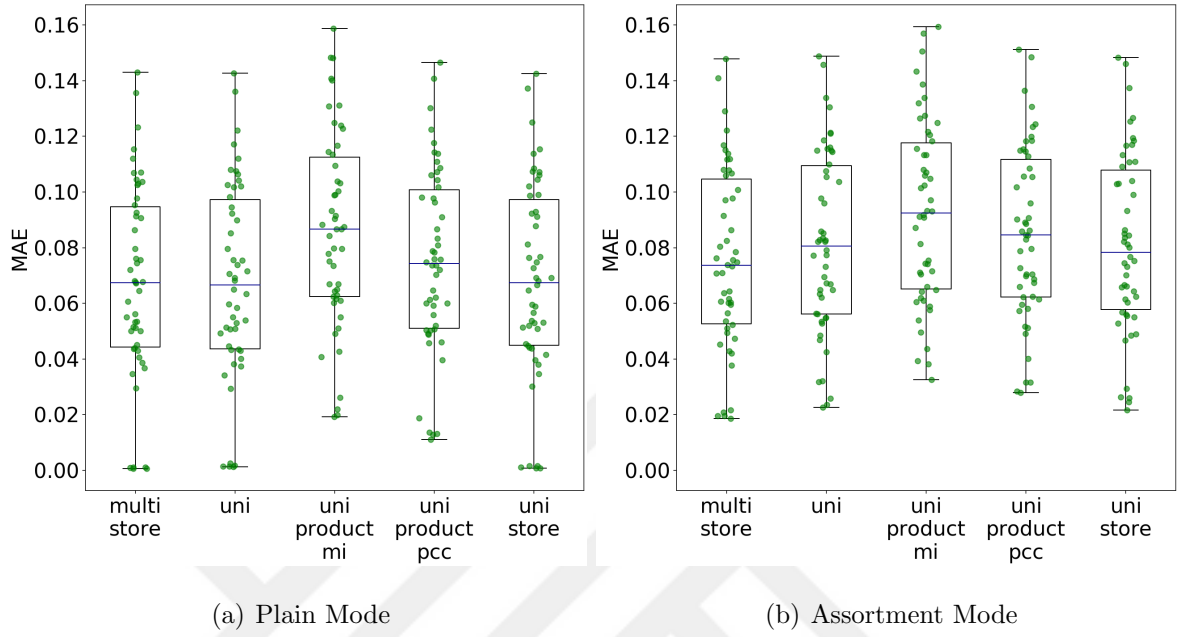 0.16
0.14
0.12
0.10
0.08
0.06
0.04
0.02
0.00
MAE
multi
store
uni
uni
product
mi
uni
product
pcc
uni
store
(a) Plain Mode
0.16
0.14
0.12
0.10
0.08
0.06
0.04
0.02
0.00
MAE
multi
store
uni
uni
product
mi
uni
product
pcc
uni
store
(b) Assortment Mode